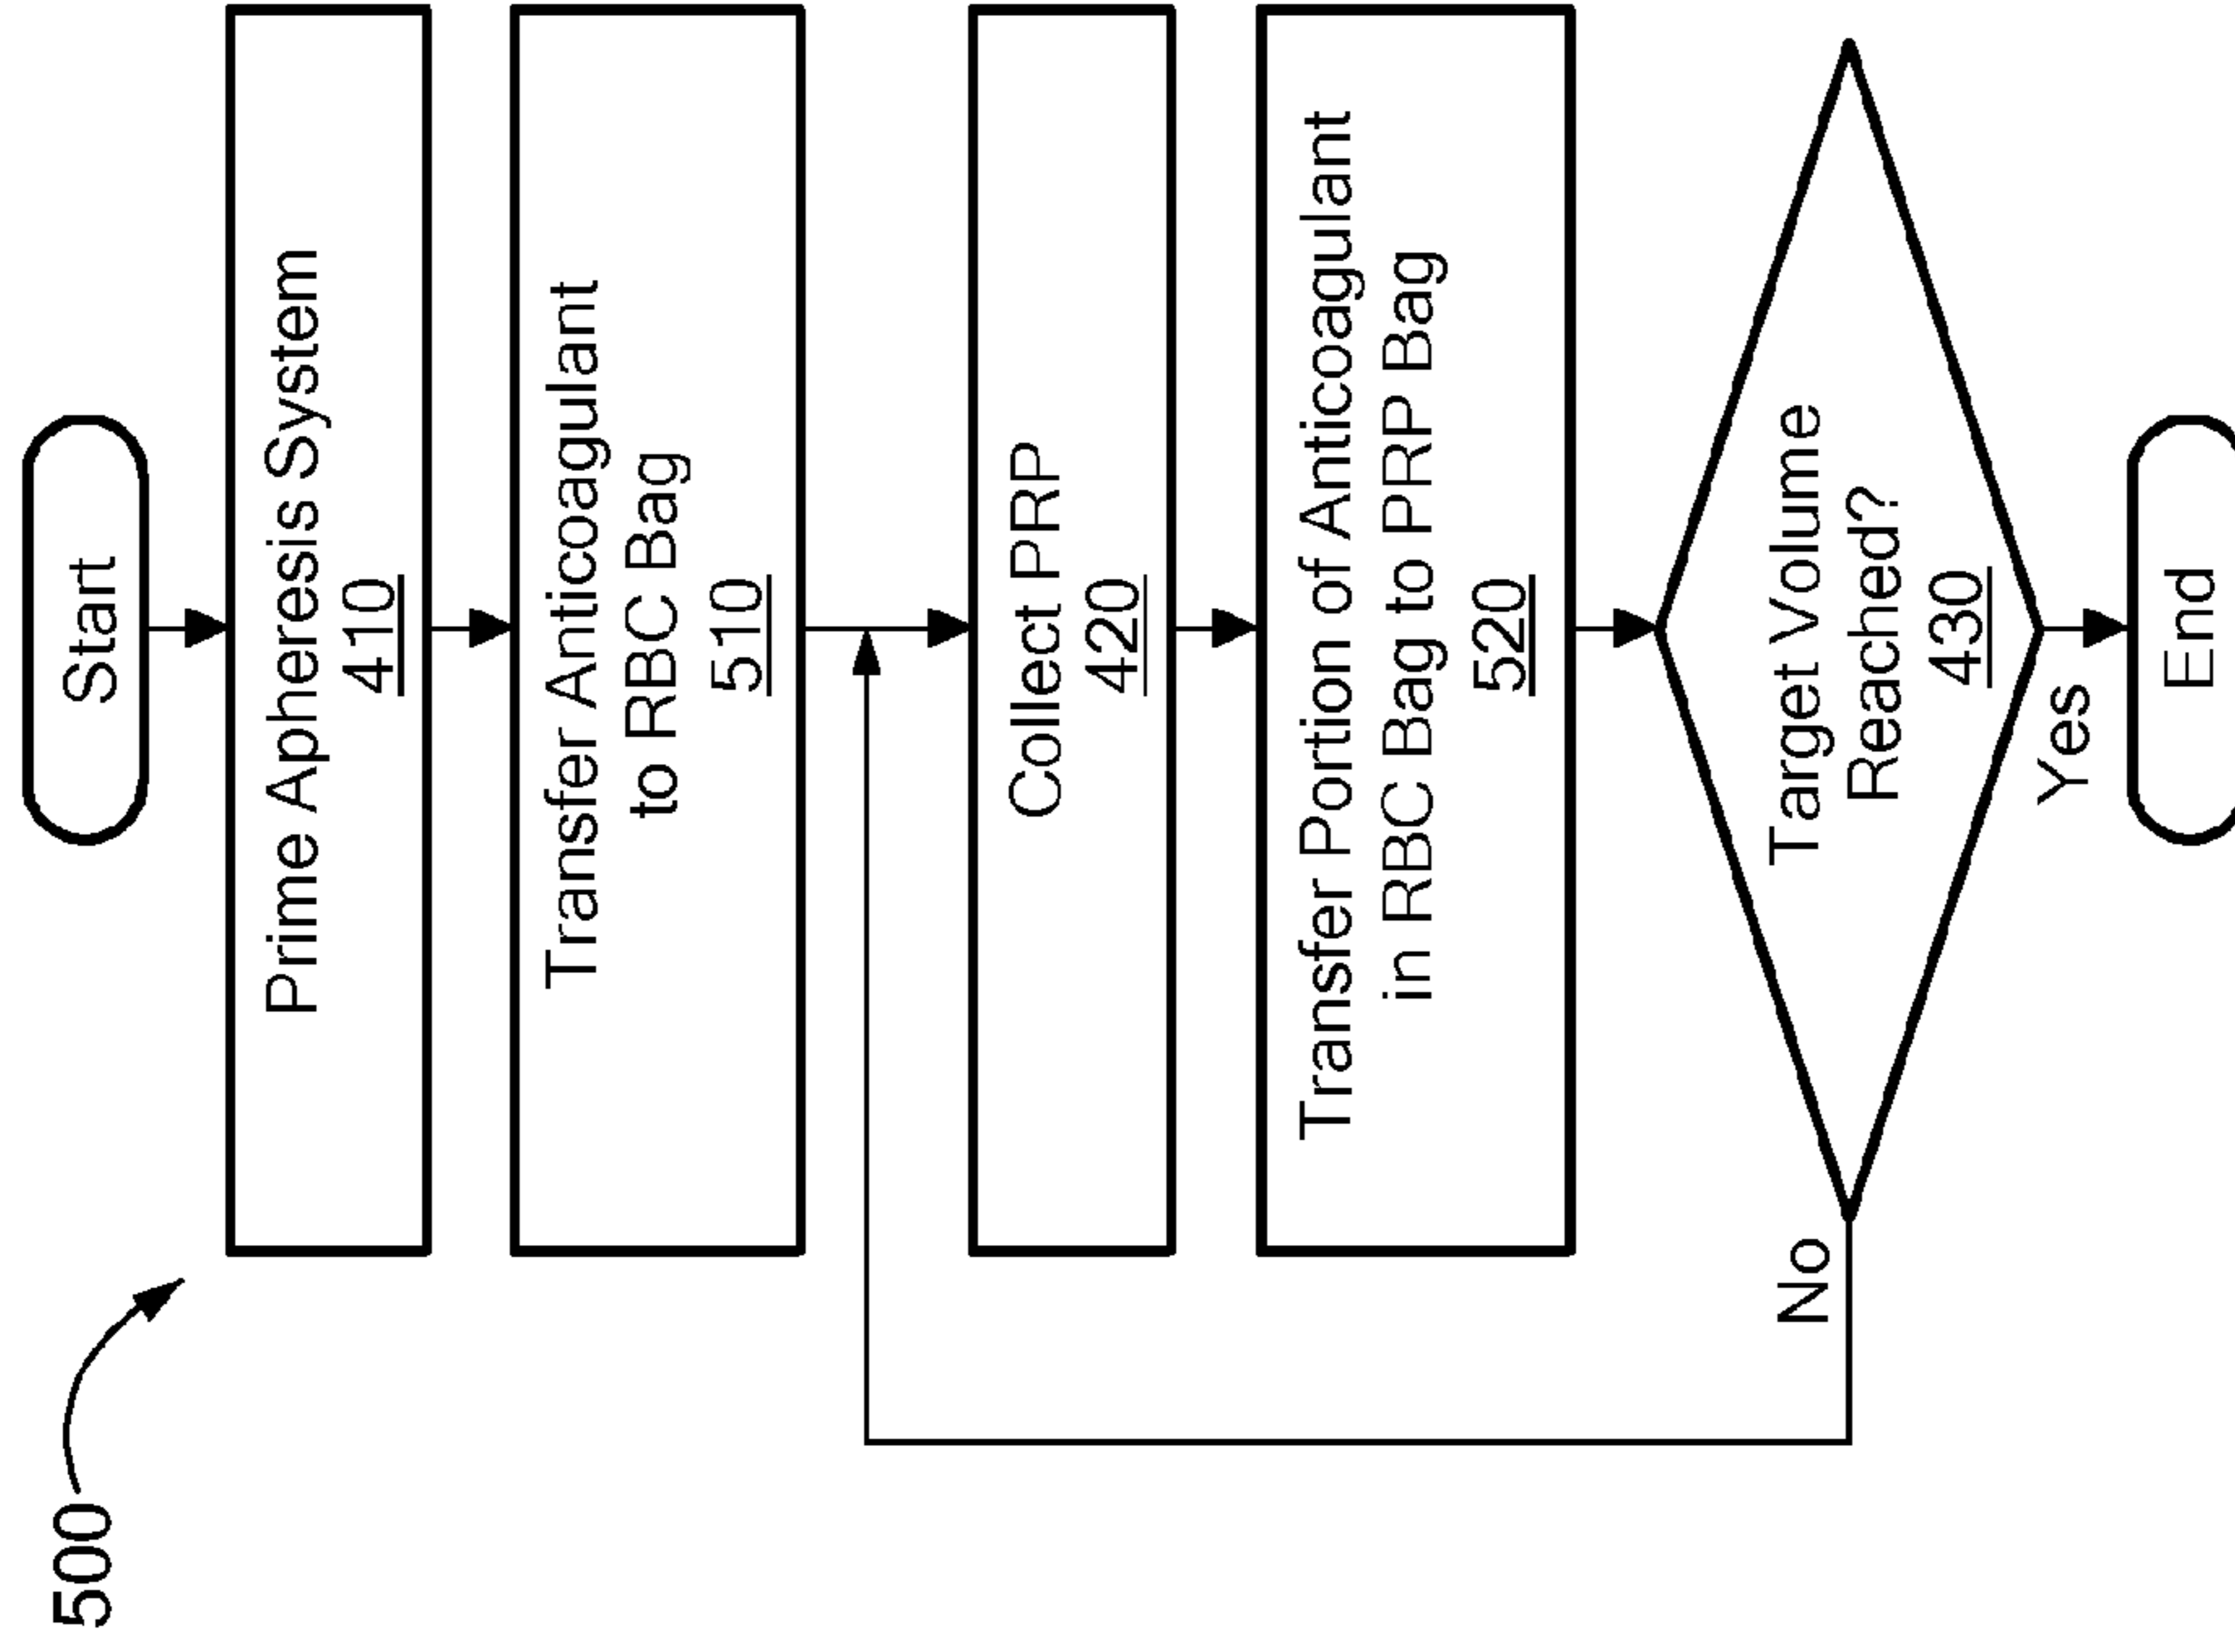 500
Start
Prime Apheresis System
410
Transfer Anticoagulant
to RBC Bag
510
Collect PRP
420
Transfer Portion of Anticoagulant
in RBC Bag to PRP Bag
520
Target Volume
Reached?
430
No
Yes
End